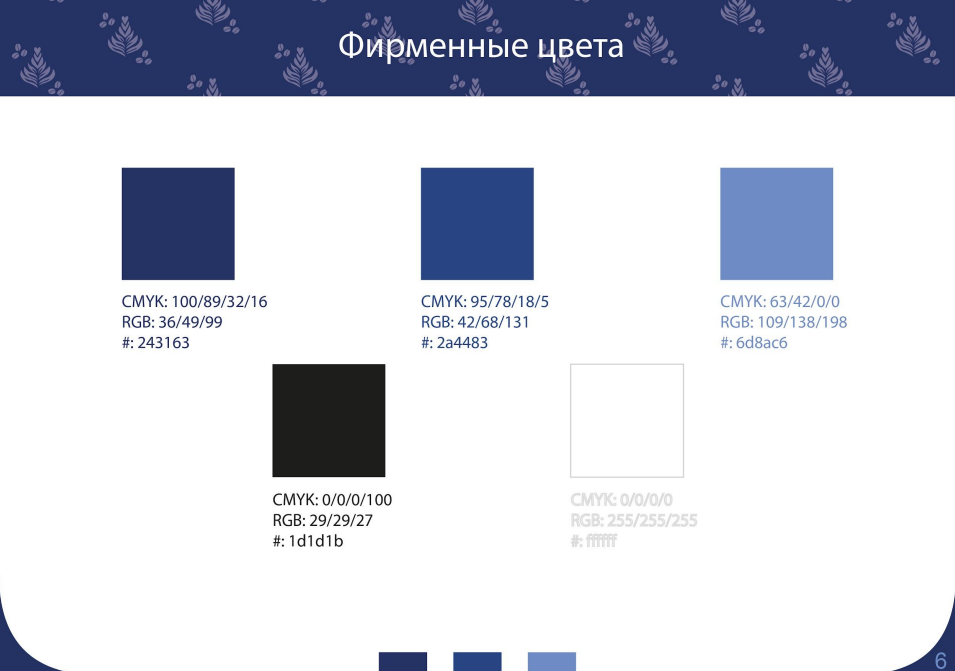 Фирменные цвета
CMYK: 100/89/32/16
RGB: 36/49/99
#: 243163
CMYK: 95/78/18/5
RGB: 42/68/131
#: 2a4483
CMYK: 63/42/0/0
RGB: 109/138/198
#: 6d8ac6
CMYK: 0/0/0/100
RGB: 29/29/27
#: 1d1d1b
CMYK: 0/0/0/0
RGB: 255/255/255
#: ffffff
6